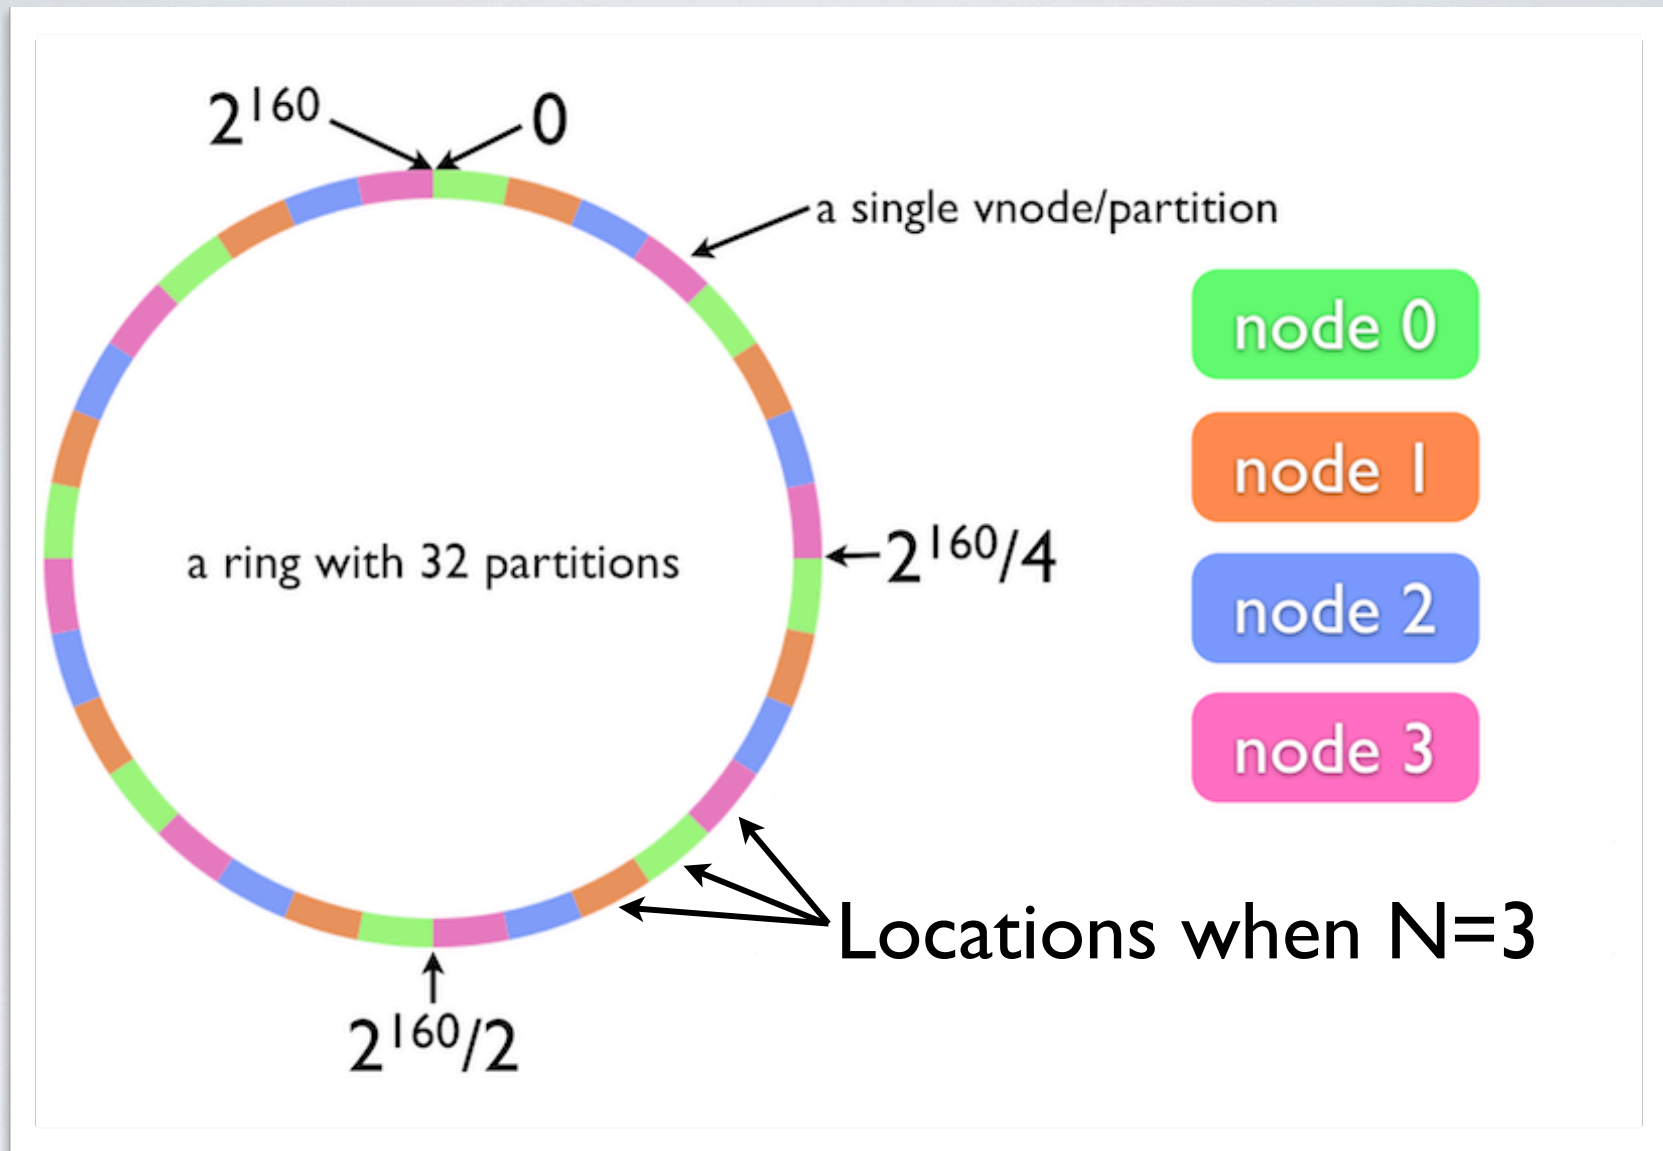 2¹⁶⁰
0
a single vnode/partition
node 0
node 1
2¹⁶⁰/4
a ring with 32 partitions
node 2
node 3
Locations when N=3
2¹⁶⁰/2